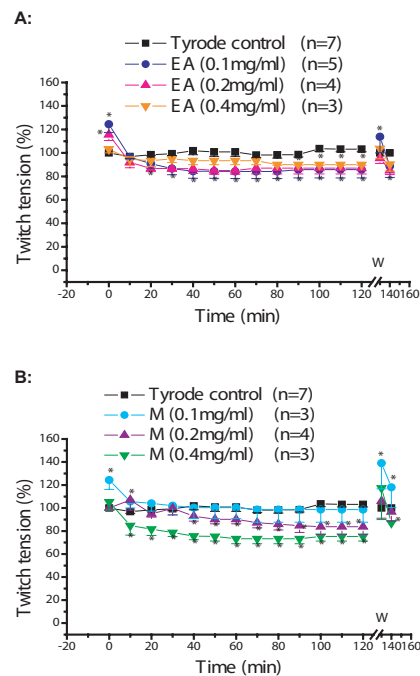 A:
Tyrode control (n=7)
EA (0.1mg/ml) (n=5)
EA (0.2mg/ml) (n=4)
EA (0.4mg/ml) (n=3)
Twitch tension (%)
160
140
120
100
80
60
40
20
0
* * * * * * * * * * * * * * *
W
-20 0 20 40 60 80 100 120 140 160
Time (min)
B:
Tyrode control (n=7)
M (0.1mg/ml) (n=3)
M (0.2mg/ml) (n=4)
M (0.4mg/ml) (n=3)
Twitch tension (%)
160
140
120
100
80
60
40
20
0
W
-20 0 20 40 60 80 100 120 140 160
Time (min)